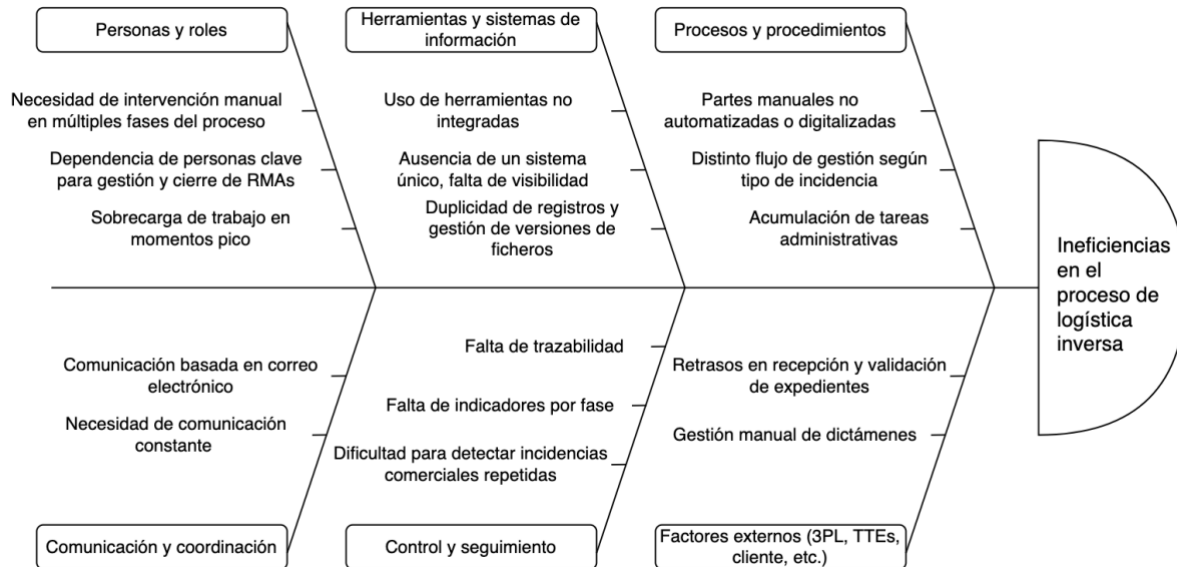 Personas y roles
Herramientas y sistemas de
información
Procesos y procedimientos
Necesidad de intervención manual
en múltiples fases del proceso
Dependencia de personas clave
para gestión y cierre de RMAs
Sobrecarga de trabajo en
momentos pico
Uso de herramientas no
integradas
Ausencia de un sistema
único, falta de visibilidad
Duplicidad de registros y
gestión de versiones de
ficheros
Partes manuales no
automatizadas o digitalizadas
Distinto flujo de gestión según
tipo de incidencia
Acumulación de tareas
administrativas
Ineficiencias
en el
proceso de
logística
inversa
Comunicación basada en correo
electrónico
Necesidad de comunicación
constante
Falta de trazabilidad
Falta de indicadores por fase
Dificultad para detectar incidencias
comerciales repetidas
Retrasos en recepción y validación
de expedientes
Gestión manual de dictámenes
Comunicación y coordinación
Control y seguimiento
Factores externos (3PL, TTEs,
cliente, etc.)